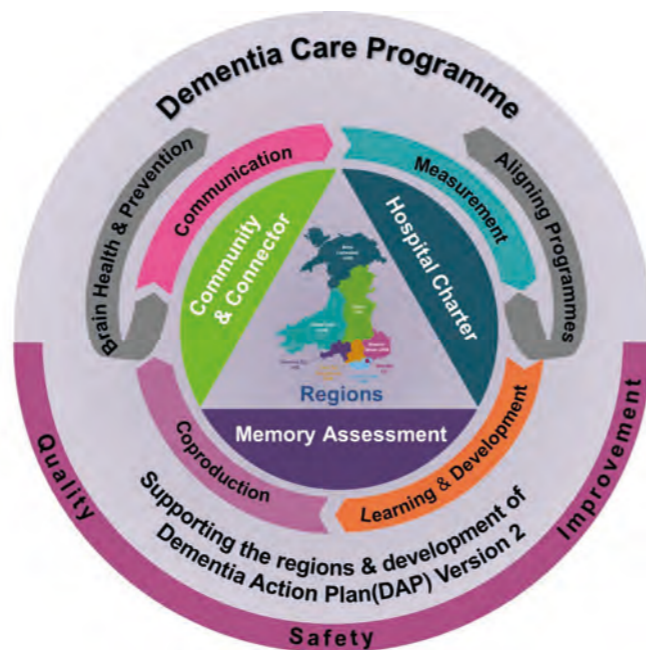 Dementia Care Programme
Brain Health & Prevention
Communication
Measurement
Aligning Programmes
Community
& Connector
Hospital Charter
Regions
Memory Assessment
Coproduction
Learning & Development
Supporting the regions & development of
Dementia Action Plan(DAP) Version 2
Quality
Safety
Improvement